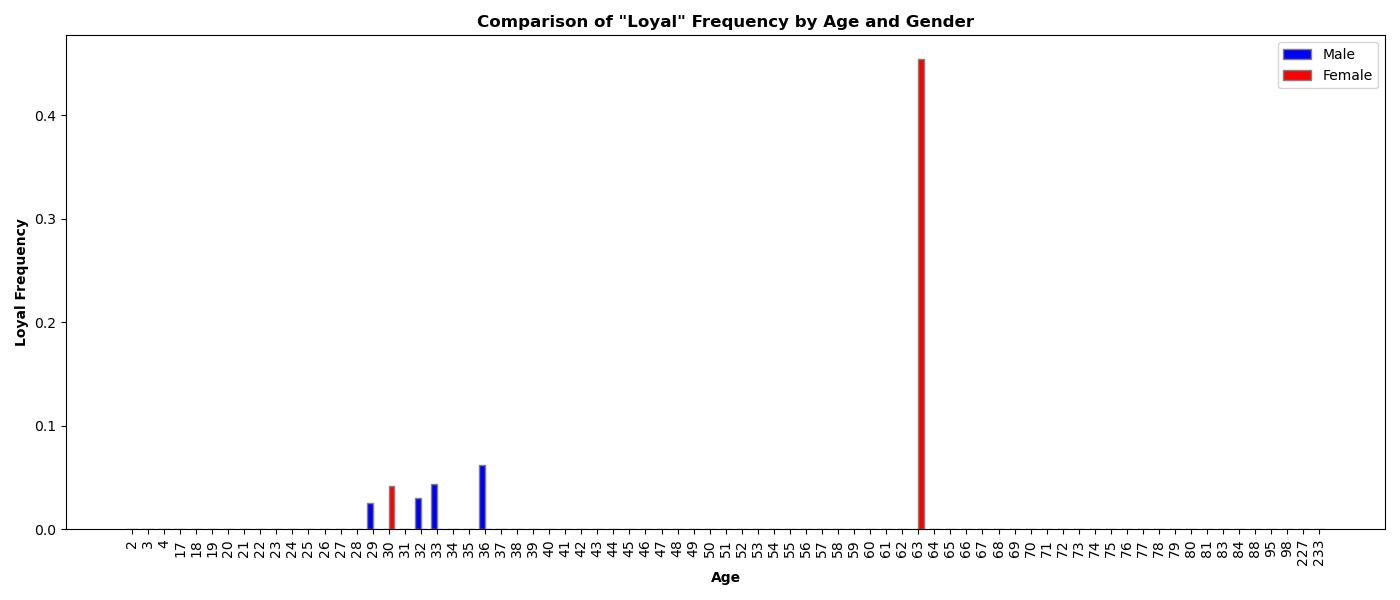 Comparison of "Loyal" Frequency by Age and Gender
Male
Female
Loyal Frequency
0.4
0.3
0.2
0.1
0.0
2 3 4 17 18 19 20 21 22 23 24 25 26 27 28 29 30 31 32 33 34 35 36 37 38 39 40 41 42 43 44 45 46 47 48 49 50 51 52 53 54 55 56 57 58 59 60 61 62 63 64 65 66 67 68 69 70 71 72 73 74 75 76 77 78 79 80 81 83 84 88 95 98 227 233
Age